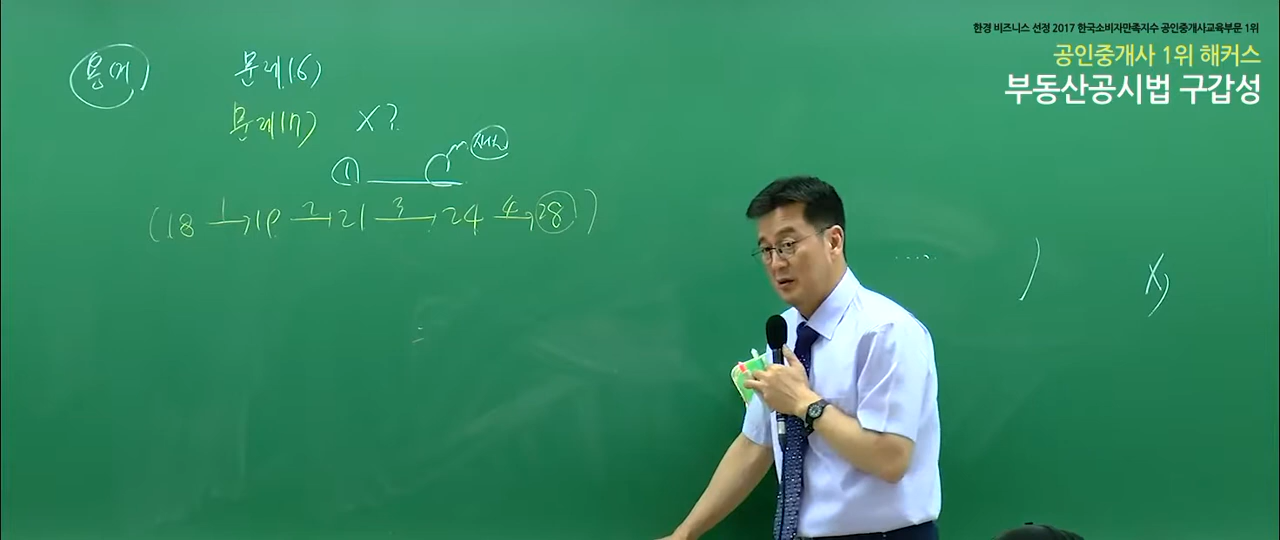 한경 비즈니스 선정 2017 한국소비자만족지수 공인중개사교육부문 1위
공인중개사 1위 해커스
부동산공시법 구갑성
용어 문제(6)
문제(17) X?
①
(18 1→ 19 2→ 21 3→ 24 4→ 28)